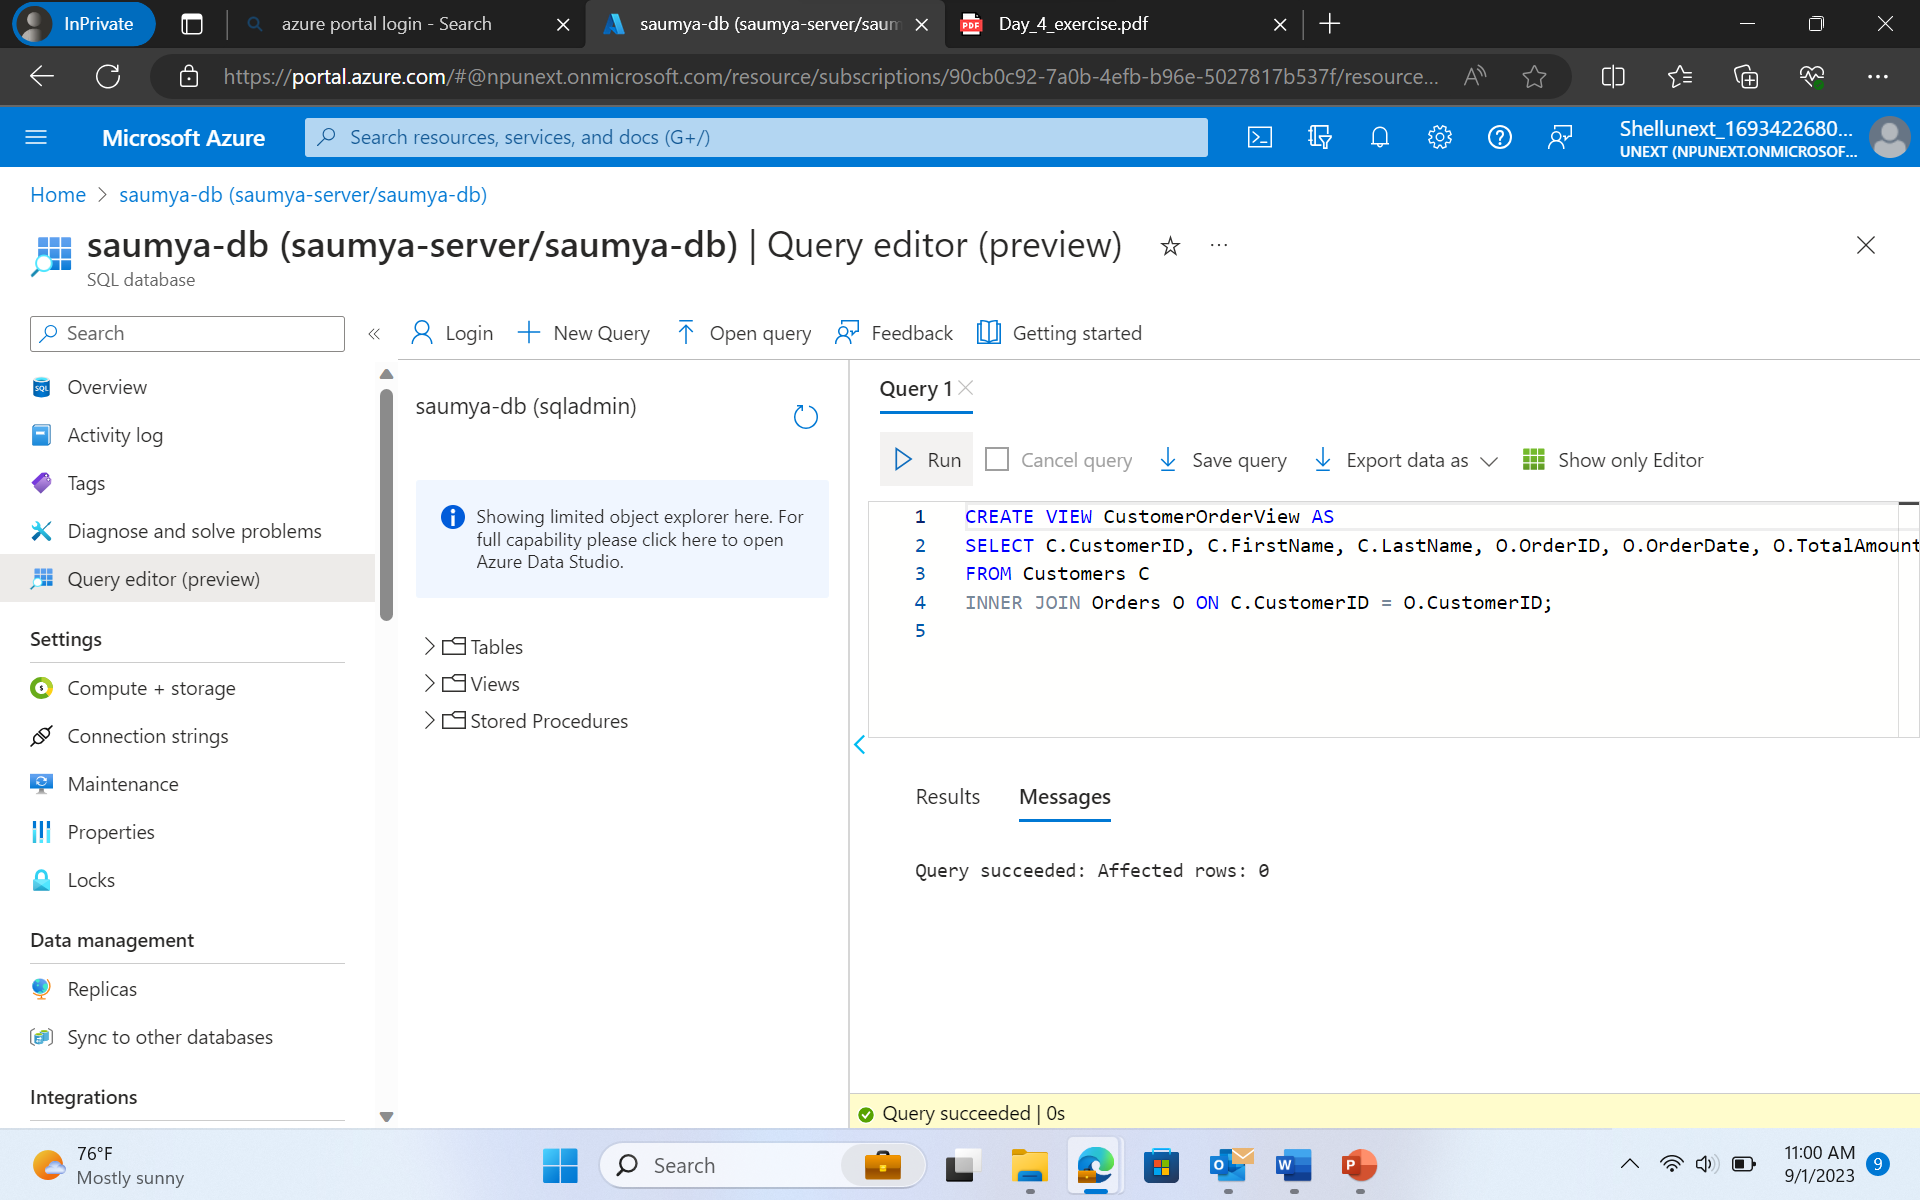 InPrivate
azure portal login - Search
saumya-db (saumya-server/saum
PDF
Day_4_exercise.pdf
https://portal.azure.com/#@npunext.onmicrosoft.com/resource/subscriptions/90cb0c92-7a0b-4efb-b96e-5027817b537f/resource...
Microsoft Azure
Search resources, services, and docs (G+/)
Shellunext_1693422680...
UNEXT (NPUNEXT.ONMICROSOF...
Home > saumya-db (saumya-server/saumya-db)
saumya-db (saumya-server/saumya-db) | Query editor (preview)
SQL database
Search
Login
New Query
Open query
Feedback
Getting started
Overview
Activity log
Tags
Diagnose and solve problems
Query editor (preview)
Settings
Compute + storage
Connection strings
Maintenance
Properties
Locks
Data management
Replicas
Sync to other databases
Integrations
saumya-db (sqladmin)
Showing limited object explorer here. For
full capability please click here to open
Azure Data Studio.
Tables
Views
Stored Procedures
Query 1
Run
Cancel query
Save query
Export data as
Show only Editor
1 CREATE VIEW CustomerOrderView AS
2 SELECT C.CustomerID, C.FirstName, C.LastName, O.OrderID, O.OrderDate, O.TotalAmount
3 FROM Customers C
4 INNER JOIN Orders O ON C.CustomerID = O.CustomerID;
5
Results
Messages
Query succeeded: Affected rows: 0
Query succeeded | 0s
76°F
Mostly sunny
Search
11:00 AM
9/1/2023
9